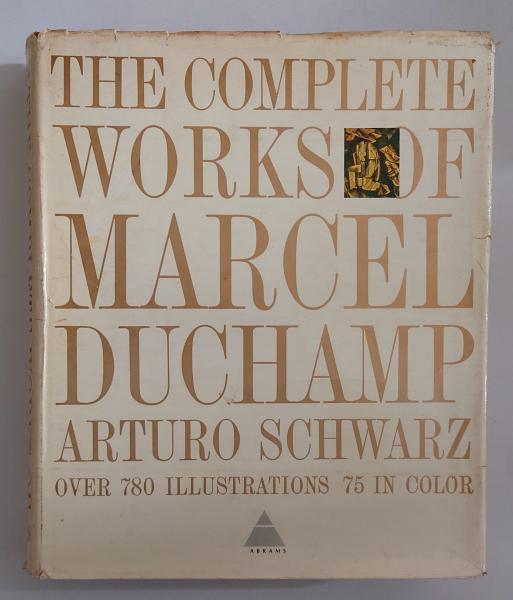 THE COMPLETE
WORKS OF
MARCEL
DUCHAMP
ARTURO SCHWARZ
OVER 780 ILLUSTRATIONS 75 IN COLOR
ABRAMS